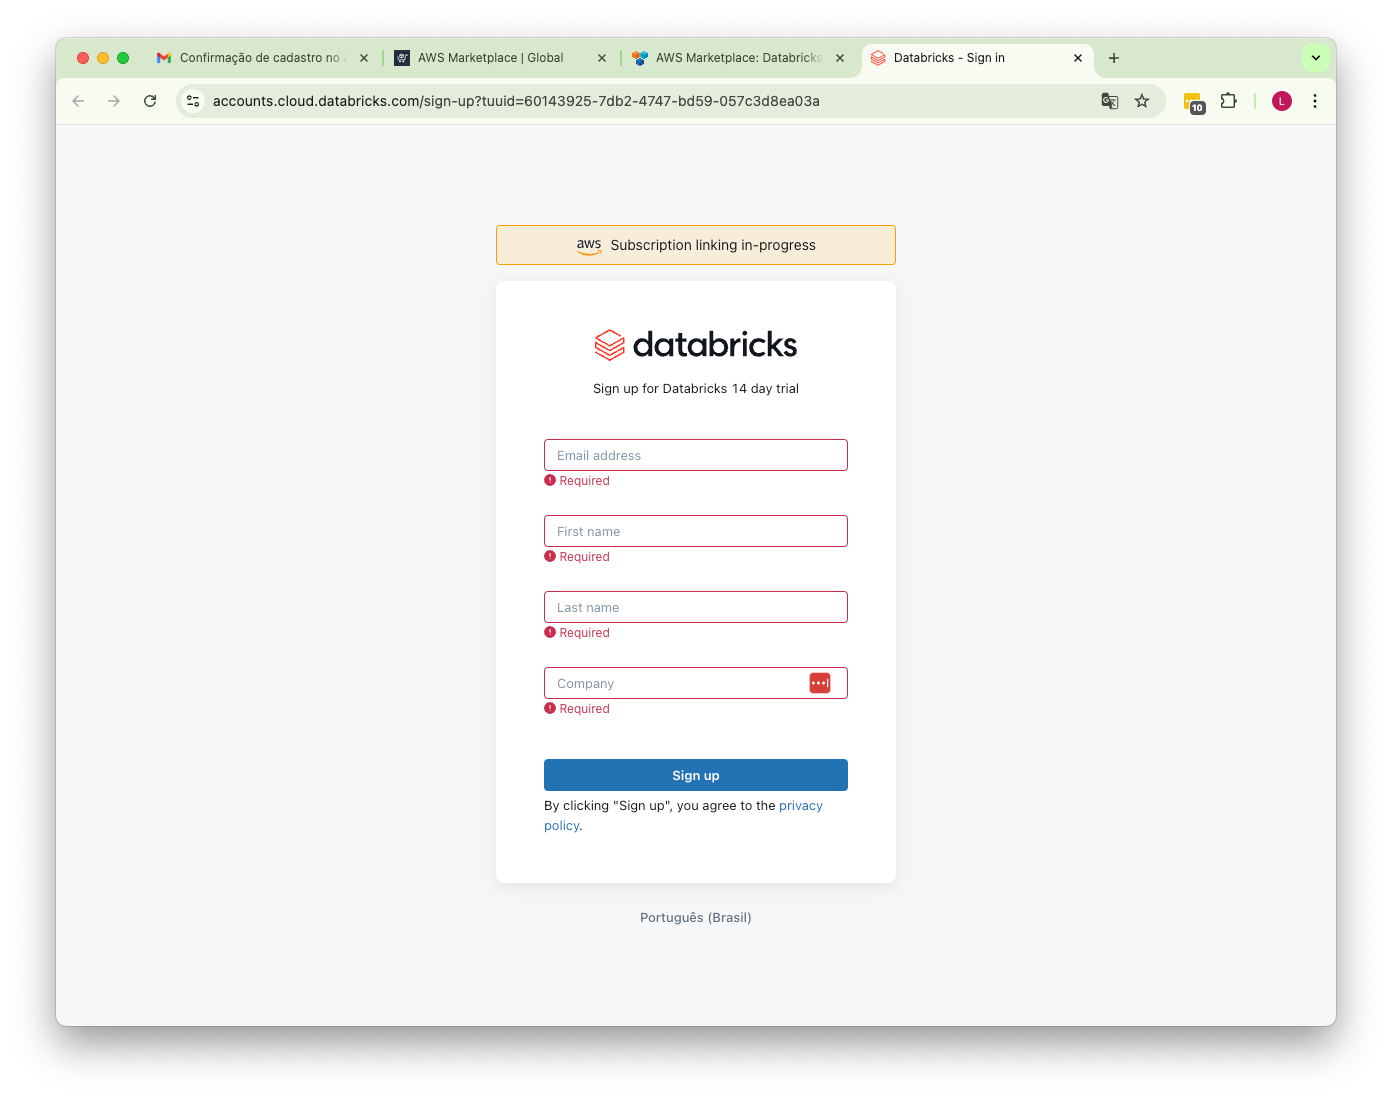 Confirmação de cadastro no
AWS Marketplace | Global
AWS Marketplace: Databricks
Databricks - Sign in
accounts.cloud.databricks.com/sign-up?tuuid=60143925-7db2-4747-bd59-057c3d8ea03a
10
L
aws Subscription linking in-progress
databricks
Sign up for Databricks 14 day trial
Email address
Required
First name
Required
Last name
Required
Company
Required
Sign up
By clicking "Sign up", you agree to the privacy
policy.
Português (Brasil)